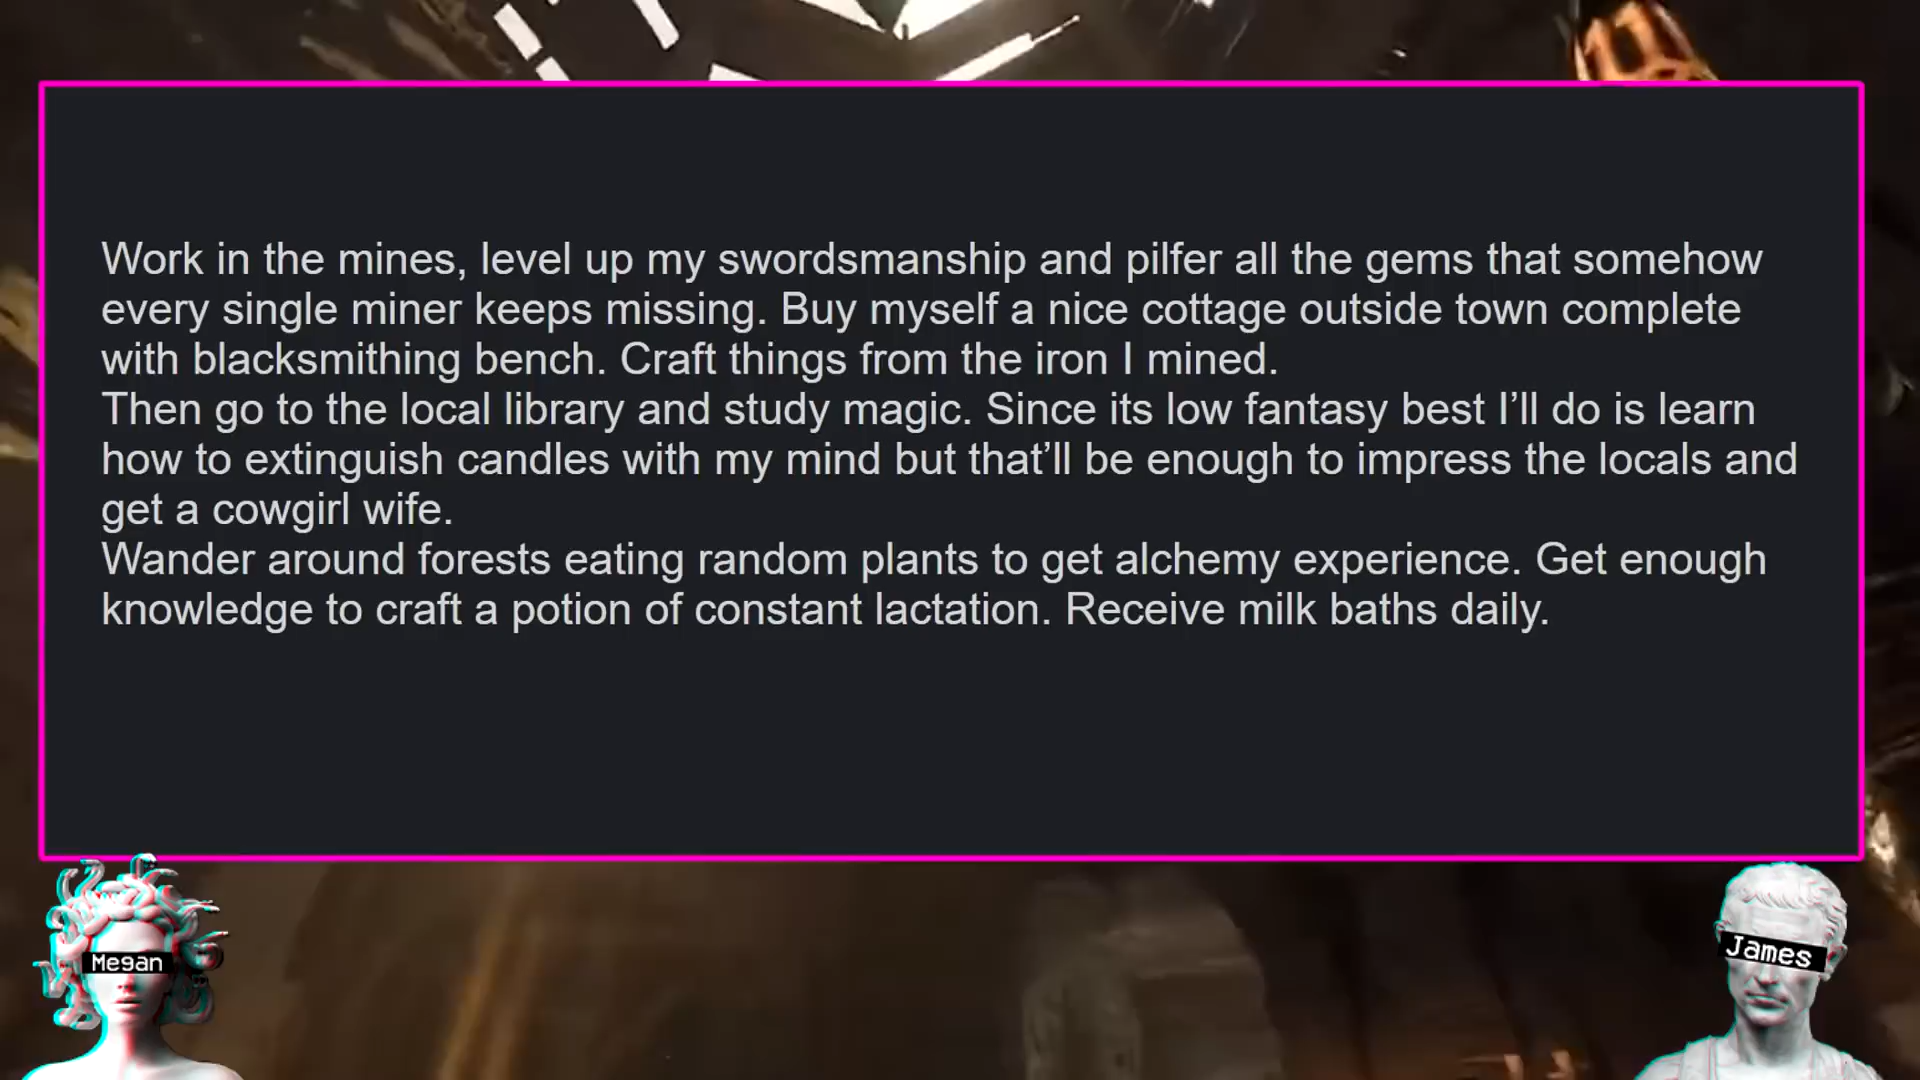 Work in the mines, level up my swordsmanship and pilfer all the gems that somehow
every single miner keeps missing. Buy myself a nice cottage outside town complete
with blacksmithing bench. Craft things from the iron I mined.
Then go to the local library and study magic. Since its low fantasy best I’ll do is learn
how to extinguish candles with my mind but that’ll be enough to impress the locals and
get a cowgirl wife.
Wander around forests eating random plants to get alchemy experience. Get enough
knowledge to craft a potion of constant lactation. Receive milk baths daily.
Megan
James